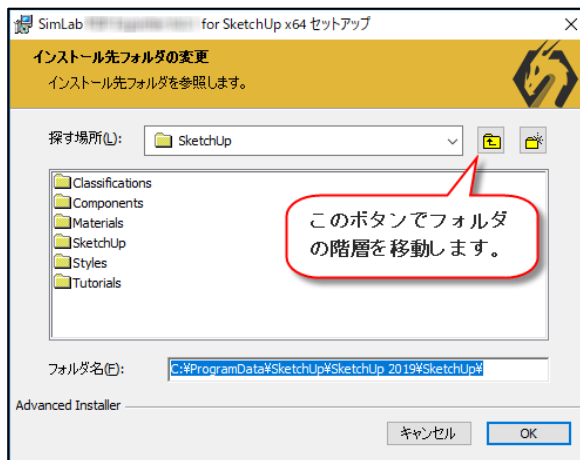 SimLab for SketchUp x64 セットアップ
インストール先フォルダの変更
インストール先フォルダを参照します。
探す場所(L):
SketchUp
Classifications
Components
Materials
SketchUp
Styles
Tutorials
このボタンでフォルダ
の階層を移動します。
フォルダ名(F):
C:¥ProgramData¥SketchUp¥SketchUp 2019¥SketchUp¥
Advanced Installer
キャンセル
OK